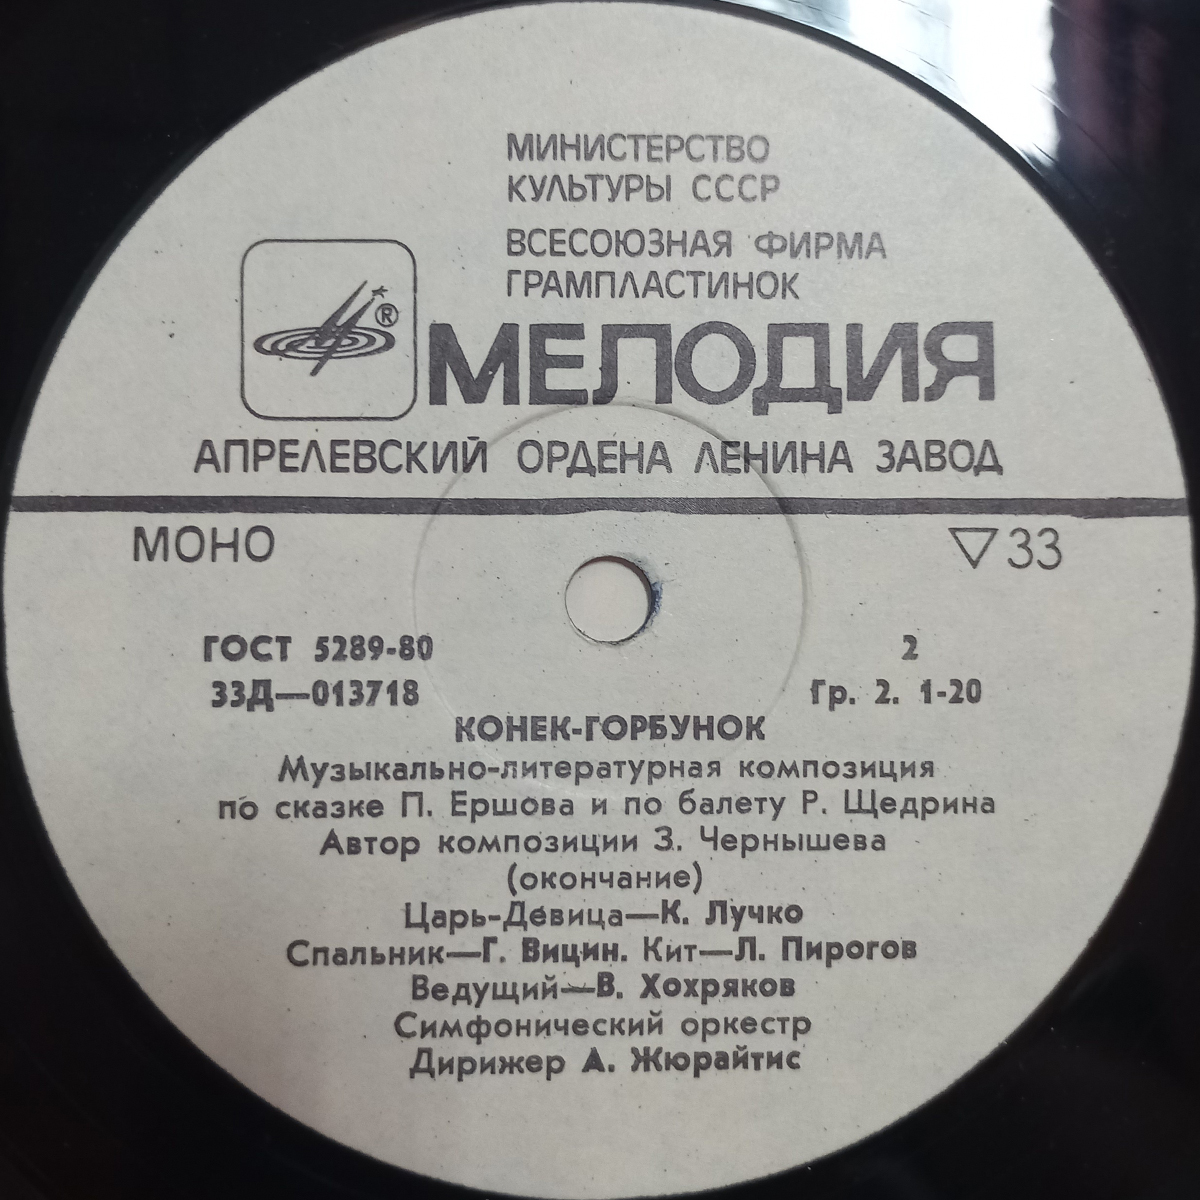 МИНИСТЕРСТВО
КУЛЬТУРЫ СССР
ВСЕСОЮЗНАЯ ФИРМА
ГРАМПЛАСТИНОК
®
МЕЛОДИЯ
АПРЕЛЕВСКИЙ ОРДЕНА ЛЕНИНА ЗАВОД
МОНО ▽33
ГОСТ 5289-80 2
33Д—013718 Гр. 2. 1-20
КОНЕК-ГОРБУНОК
Музыкально-литературная композиция
по сказке П. Ершова и по балету Р. Щедрина
Автор композиции З. Чернышева
(окончание)
Царь-Девица—К. Лучко
Спальник—Г. Вицин. Кит—Л. Пирогов
Ведущий—В. Хохряков
Симфонический оркестр
Дирижер А. Жюрайтис